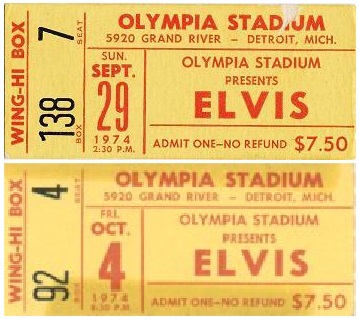 WING-HI BOX
138 BOX
7 SEAT
OLYMPIA STADIUM
5920 GRAND RIVER – DETROIT, MICH.
SUN.
SEPT.
29
1974
2:30 P.M.
OLYMPIA STADIUM
PRESENTS
ELVIS
ADMIT ONE—NO REFUND $7.50
WING-HI BOX
92 BOX
4 SEAT
OLYMPIA STADIUM
5920 GRAND RIVER – DETROIT, MICH.
FRI.
OCT.
4
1974
2:30 P.M.
OLYMPIA STADIUM
PRESENTS
ELVIS
ADMIT ONE—NO REFUND $7.50